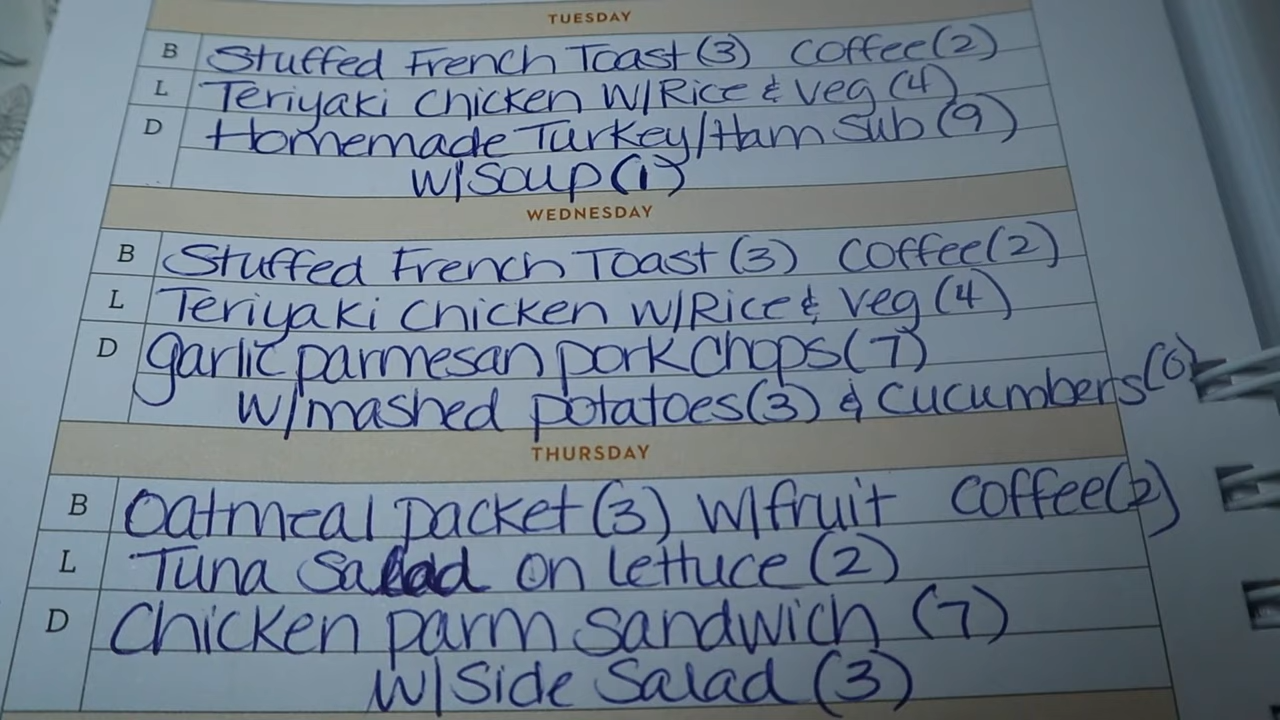 TUESDAY
B Stuffed French Toast (3) Coffee (2)
L Teriyaki Chicken W/Rice & Veg (4)
D Homemade Turkey/Ham Sub (9)
W/Soup (1)
WEDNESDAY
B Stuffed French Toast (3) Coffee (2)
L Teriyaki Chicken W/Rice & Veg (4)
D garlic parmesan pork Chops (7)
W/mashed potatoes (3) & Cucumbers (0)
THURSDAY
B Oatmeal packet (3) W/fruit Coffee (2)
L Tuna Salad on lettuce (2)
D Chicken parm Sandwich (7)
W/Side Salad (3)